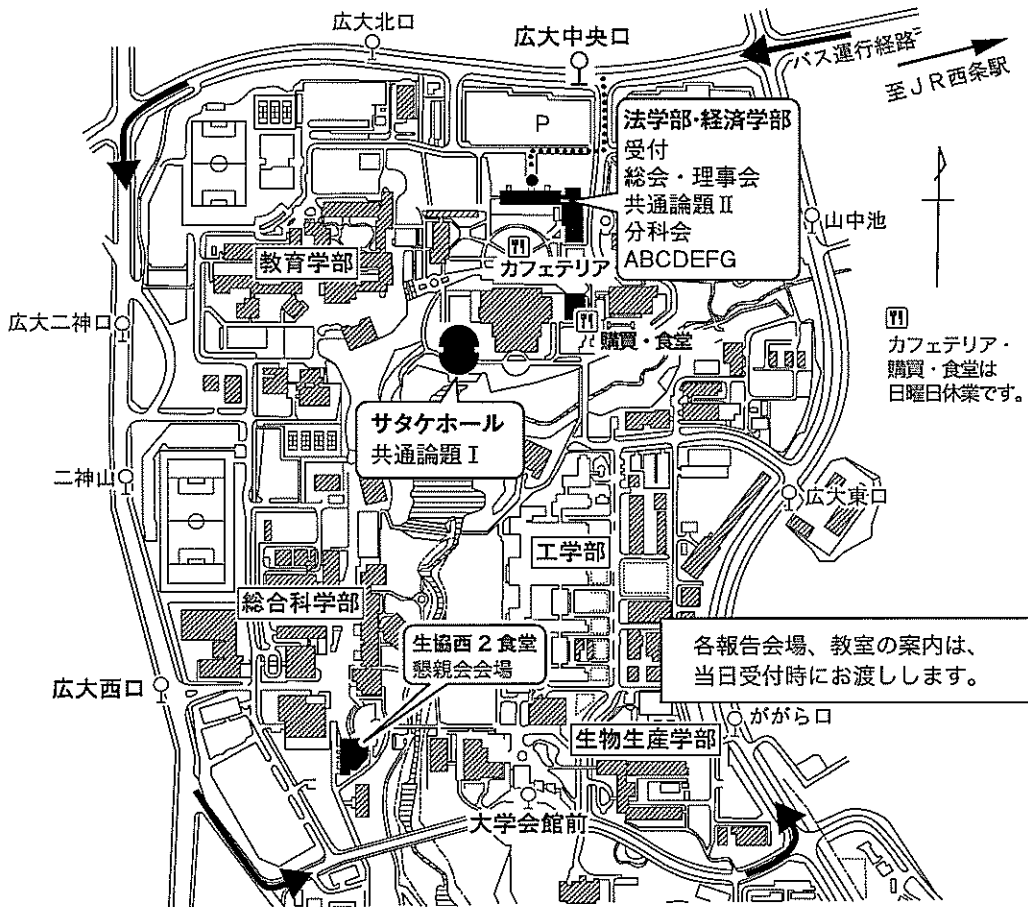 広大北口
広大中央口
バス運行経路
至JR西条駅
P
法学部・経済学部
受付
総会・理事会
共通論題Ⅱ
分科会
ABCDEFG
山中池
教育学部
カフェテリア
広大二神口
購買・食堂
カフェテリア・
購買・食堂は
日曜日休業です。
サタケホール
共通論題Ⅰ
二神山
広大東口
工学部
総合科学部
生協西2食堂
懇親会会場
各報告会場、教室の案内は、
当日受付時にお渡しします。
広大西口
ががら口
生物生産学部
大学会館前